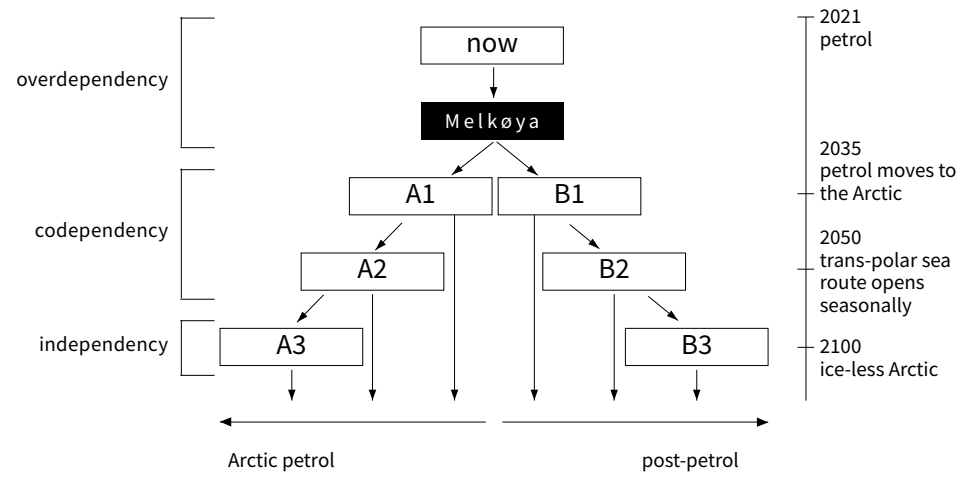 2021
petrol
now
overdependency
Melkøya
2035
petrol moves to
the Arctic
A1
B1
codependency
2050
trans-polar sea
route opens
seasonally
A2
B2
independency
A3
B3
2100
ice-less Arctic
Arctic petrol
post-petrol